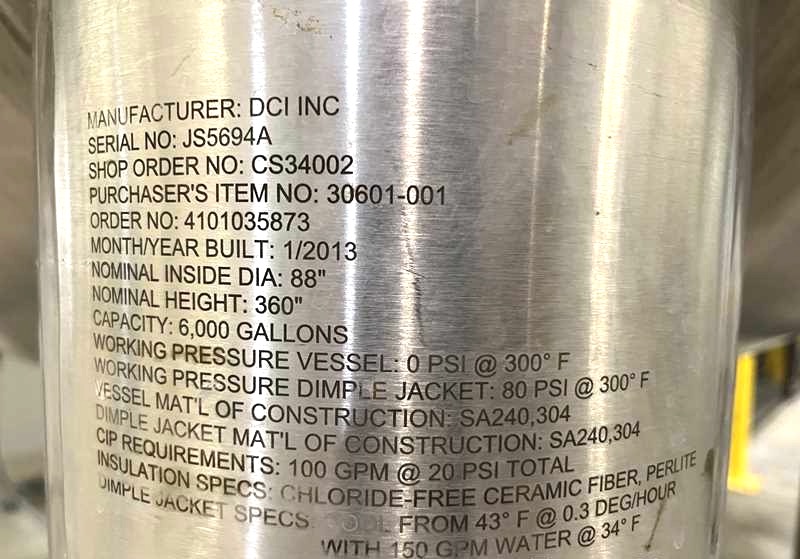 MANUFACTURER: DCI INC
SERIAL NO: JS5694A
SHOP ORDER NO: CS34002
PURCHASER'S ITEM NO: 30601-001
ORDER NO: 4101035873
MONTH/YEAR BUILT: 1/2013
NOMINAL INSIDE DIA: 88"
NOMINAL HEIGHT: 360"
CAPACITY: 6,000 GALLONS
WORKING PRESSURE VESSEL: 0 PSI @ 300° F
WORKING PRESSURE DIMPLE JACKET: 80 PSI @ 300° F
VESSEL MAT'L OF CONSTRUCTION: SA240,304
DIMPLE JACKET MAT'L OF CONSTRUCTION: SA240,304
CIP REQUIREMENTS: 100 GPM @ 20 PSI TOTAL
INSULATION SPECS: CHLORIDE-FREE CERAMIC FIBER, PERLITE
DIMPLE JACKET SPECS FROM 43° F @ 0.3 DEG/HOUR
WITH 150 GPM WATER @ 34° F